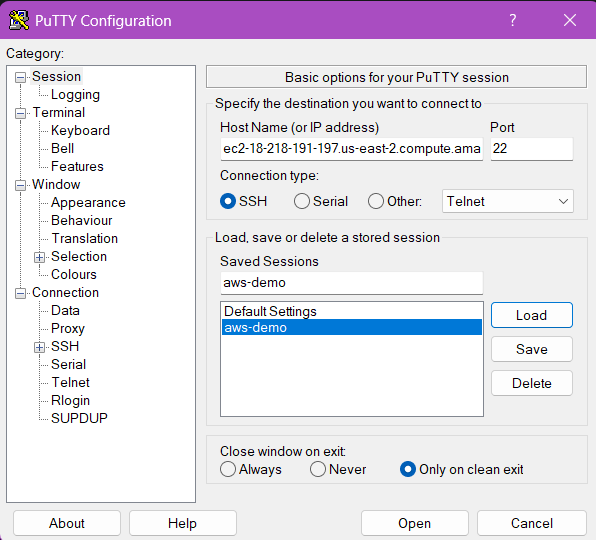 PuTTY Configuration
?
Category:
Session
Logging
Terminal
Keyboard
Bell
Features
Window
Appearance
Behaviour
Translation
Selection
Colours
Connection
Data
Proxy
SSH
Serial
Telnet
Rlogin
SUPDUP
Basic options for your PuTTY session
Specify the destination you want to connect to
Host Name (or IP address) Port
ec2-18-218-191-197.us-east-2.compute.ama 22
Connection type:
SSH Serial Other: Telnet
Load, save or delete a stored session
Saved Sessions
aws-demo
Default Settings
aws-demo
Load
Save
Delete
Close window on exit:
Always Never Only on clean exit
About Help Open Cancel